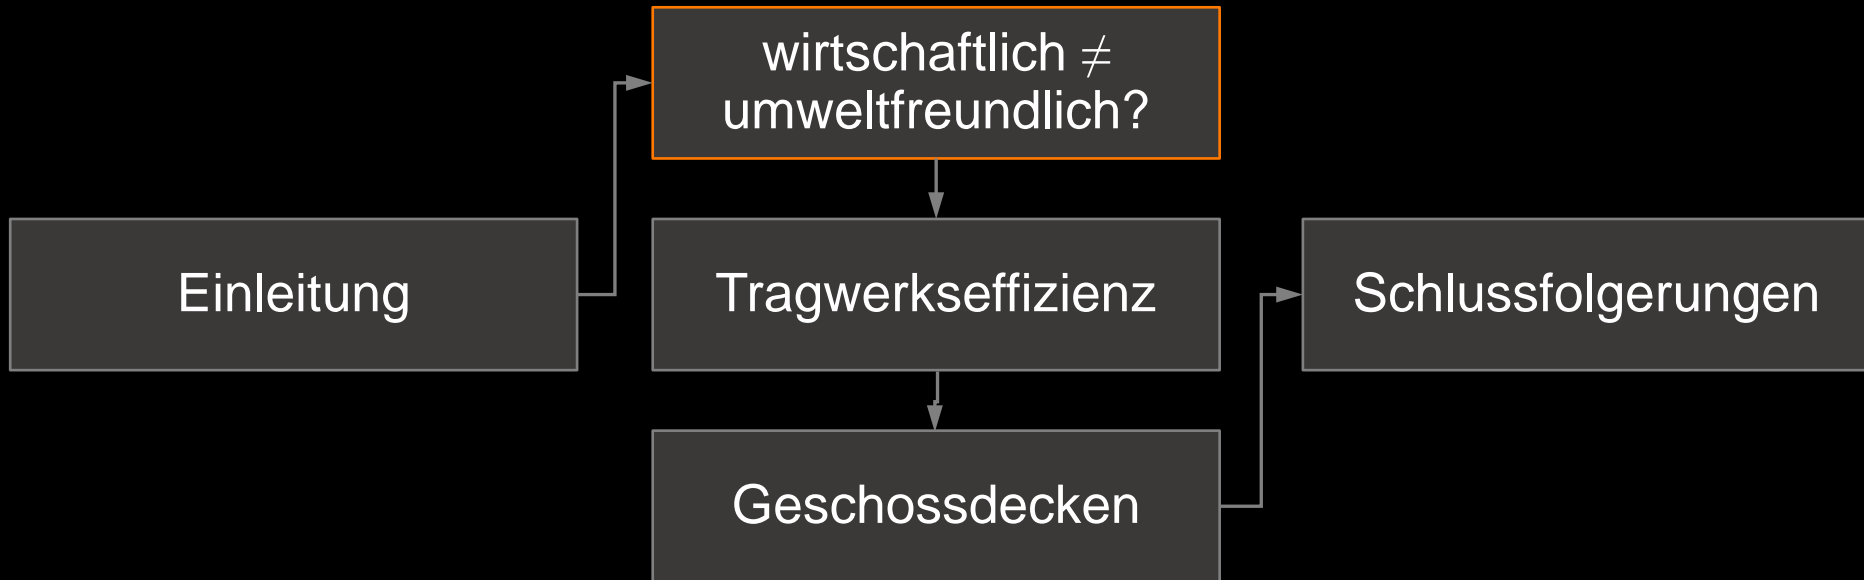 wirtschaftlich ≠
umweltfreundlich?
Einleitung
Tragwerkseffizienz
Schlussfolgerungen
Geschossdecken